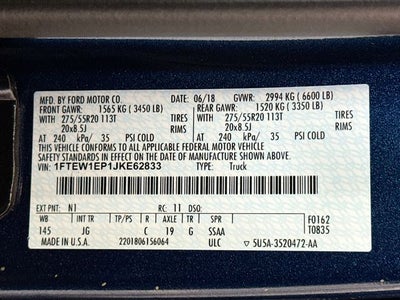 MFD. BY FORD MOTOR CO. DATE: 06/18 GVWR: 2994 KG ( 6600 LB)
FRONT GAWR: 1565 KG ( 3450 LB) REAR GAWR: 1520 KG ( 3350 LB)
WITH 275/55R20 113T TIRES WITH 275/55R20 113T TIRES
20x8.5J RIMS 20x8.5J RIMS
AT 240 kPa/ 35 PSI COLD AT 240 kPa/ 35 PSI COLD
THIS VEHICLE CONFORMS TO ALL APPLICABLE FEDERAL MOTOR VEHICLE
SAFETY STANDARDS IN EFFECT ON THE DATE OF MANUFACTURE SHOWN ABOVE.
VIN: 1FTEW1EP1JKE62833 TYPE: Truck
EXT PNT: N1 RC: 11 DSO: F0162
WB INT TR TP/PS R AXLE TR SPR T0835
145 JG C 19 G SSAA
MADE IN U.S.A. 2201806156064 ULC 5U5A-3520472-AA